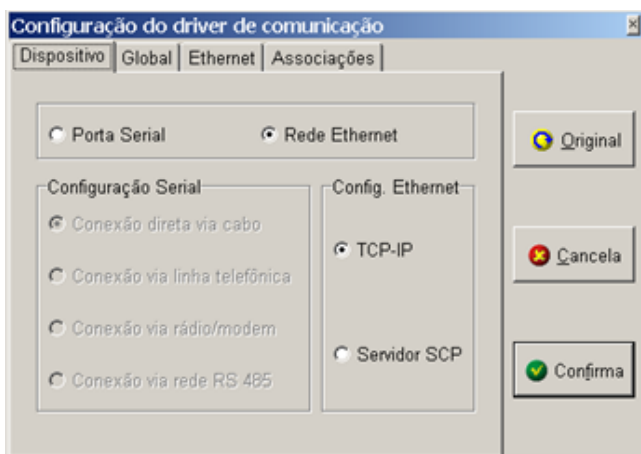 Configuração do driver de comunicação
Dispositivo Global Ethernet Associações
Porta Serial Rede Ethernet
Original
Configuração Serial Config. Ethernet
Conexão direta via cabo
TCP-IP
Cancela
Conexão via linha telefônica
Conexão via rádio/modem
Servidor SCP
Confirma
Conexão via rede RS 485